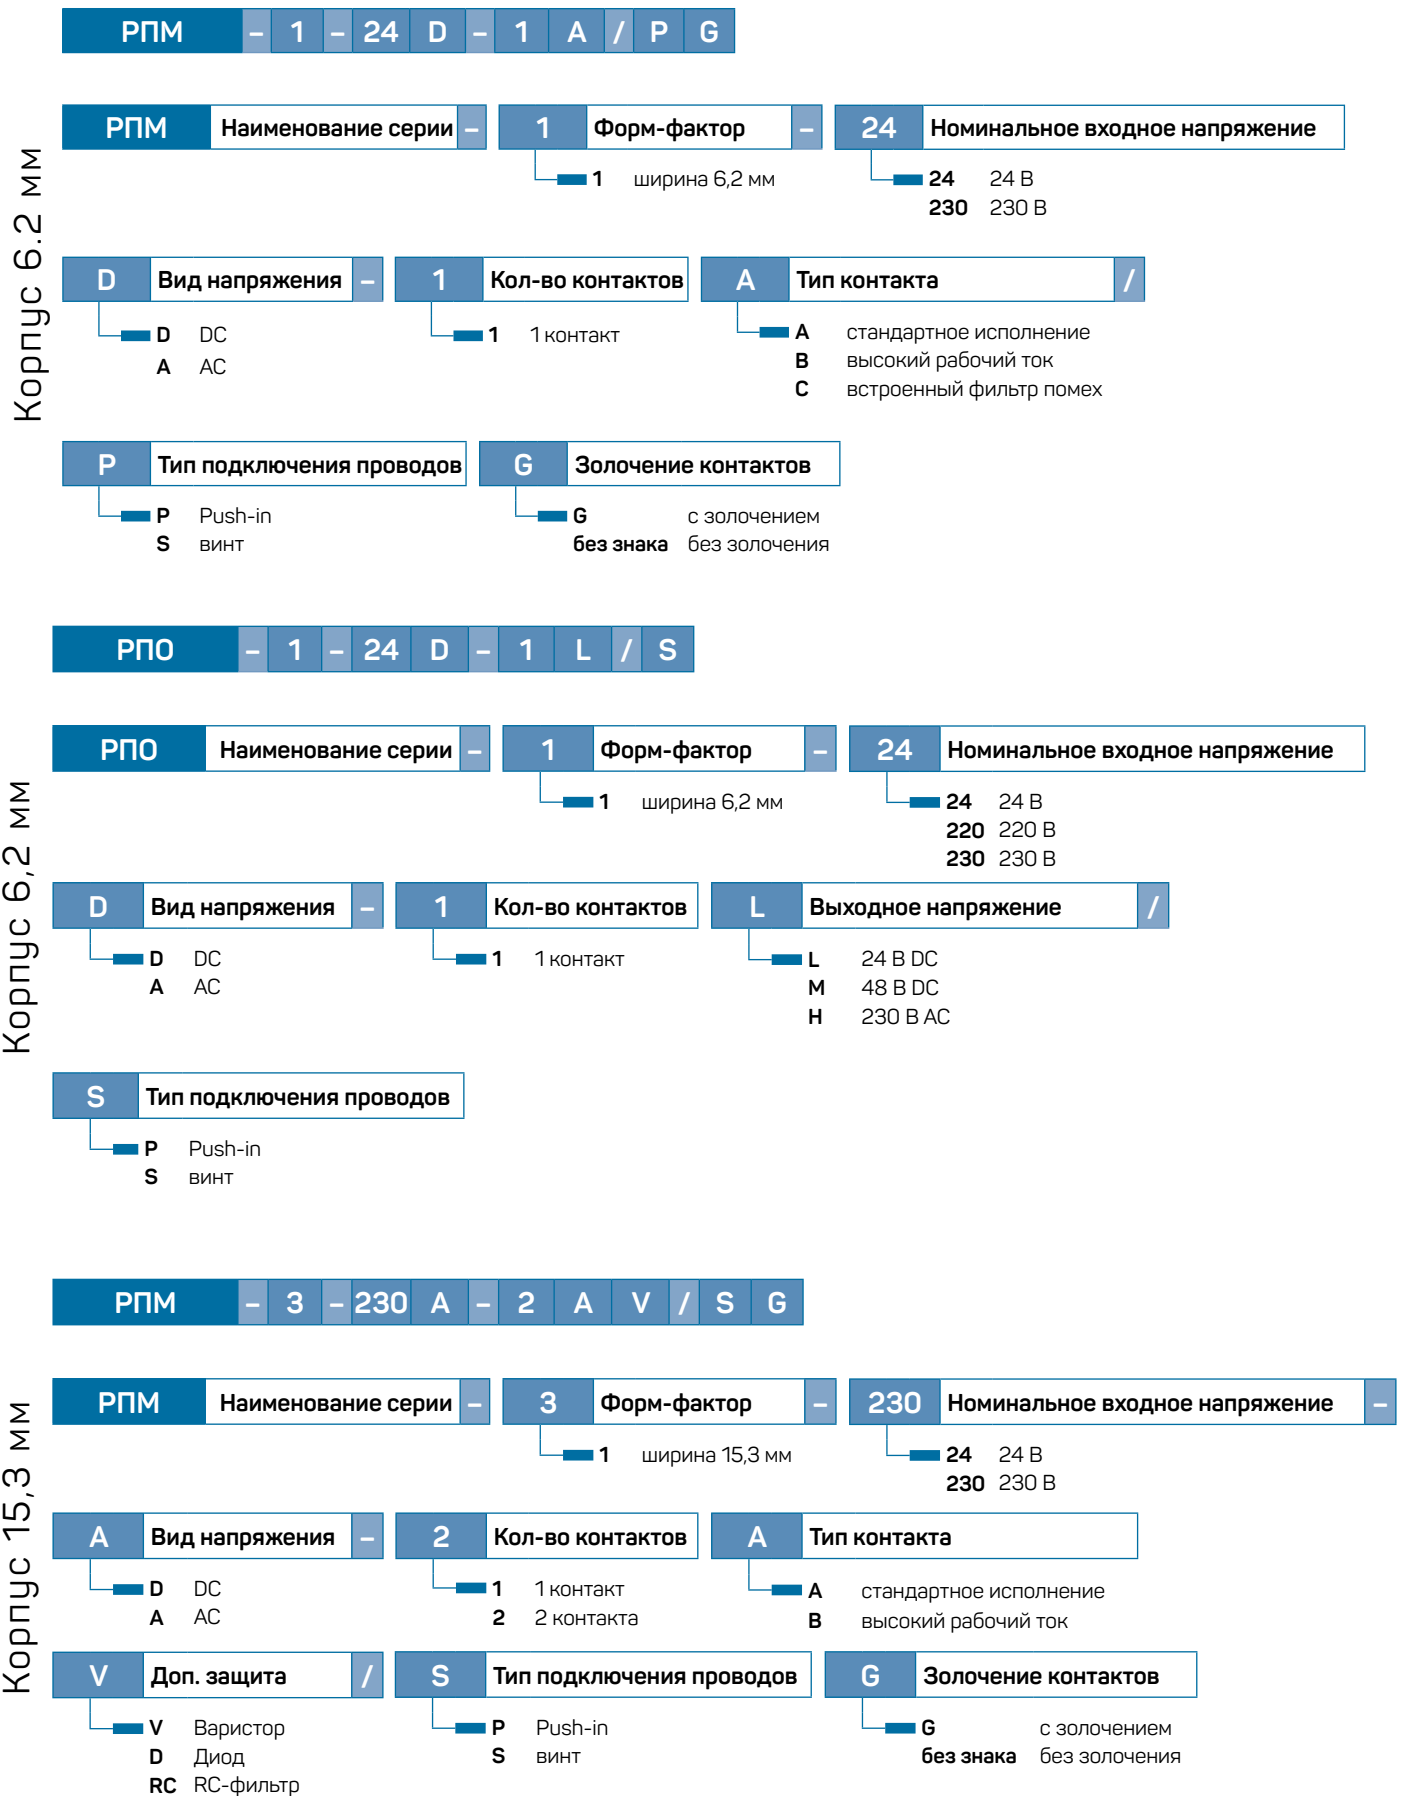 РПМ – 1 – 24 D – 1 A / P G
Корпус 6.2 мм
РПМ Наименование серии – 1 Форм-фактор – 24 Номинальное входное напряжение
1 ширина 6,2 мм
24 24 В
230 230 В
D Вид напряжения – 1 Кол-во контактов A Тип контакта /
D DC
A AC
1 1 контакт
A стандартное исполнение
B высокий рабочий ток
C встроенный фильтр помех
P Тип подключения проводов G Золочение контактов
P Push-in
S винт
G с золочением
без знака без золочения
РПО – 1 – 24 D – 1 L / S
Корпус 6,2 мм
РПО Наименование серии – 1 Форм-фактор – 24 Номинальное входное напряжение
1 ширина 6,2 мм
24 24 В
220 220 В
230 230 В
D Вид напряжения – 1 Кол-во контактов L Выходное напряжение /
D DC
A AC
1 1 контакт
L 24 В DC
M 48 В DC
H 230 В AC
S Тип подключения проводов
P Push-in
S винт
РПМ – 3 – 230 A – 2 A V / S G
Корпус 15,3 мм
РПМ Наименование серии – 3 Форм-фактор – 230 Номинальное входное напряжение –
1 ширина 15,3 мм
24 24 В
230 230 В
A Вид напряжения – 2 Кол-во контактов A Тип контакта
D DC
A AC
1 1 контакт
2 2 контакта
A стандартное исполнение
B высокий рабочий ток
V Доп. защита / S Тип подключения проводов G Золочение контактов
V Варистор
D Диод
RC RC-фильтр
P Push-in
S винт
G с золочением
без знака без золочения